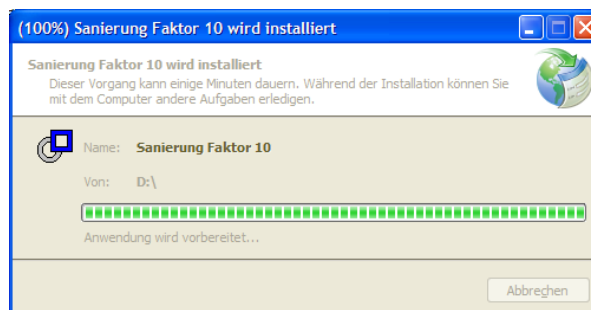 (100%) Sanierung Faktor 10 wird installiert
Sanierung Faktor 10 wird installiert
Dieser Vorgang kann einige Minuten dauern. Während der Installation können Sie
mit dem Computer andere Aufgaben erledigen.
Name: Sanierung Faktor 10
Von: D:\
Anwendung wird vorbereitet...
Abbrechen